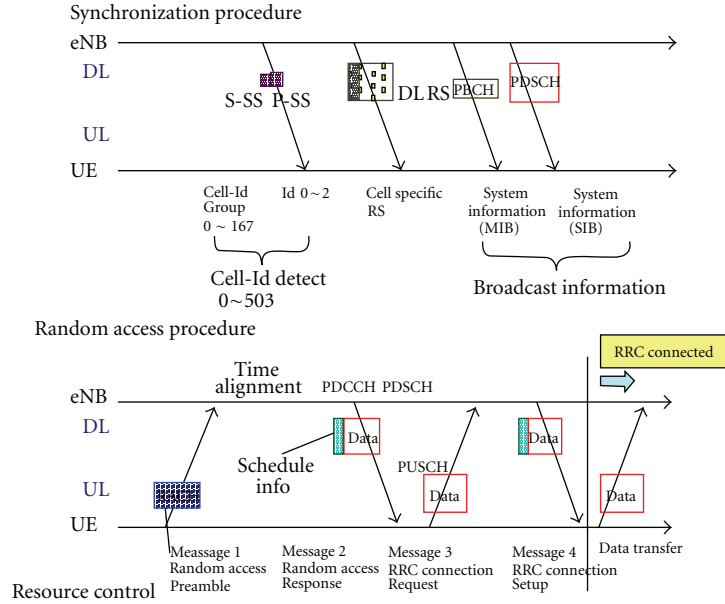 Synchronization procedure
eNB
DL
S-SS P-SS
DL RS
PBCH
PDSCH
UL
UE
Cell-Id
Group
0 ~ 167
Id 0~2
Cell specific
RS
System
information
(MIB)
System
information
(SIB)
Cell-Id detect
0~503
Broadcast information
Random access procedure
RRC connected
Time
alignment
PDCCH PDSCH
eNB
DL
Data
Data
Schedule
info
PUSCH
UL
Data
Data
UE
Meassage 1
Random access
Preamble
Message 2
Random access
Response
Message 3
RRC connection
Request
Message 4
RRC connection
Setup
Data transfer
Resource control